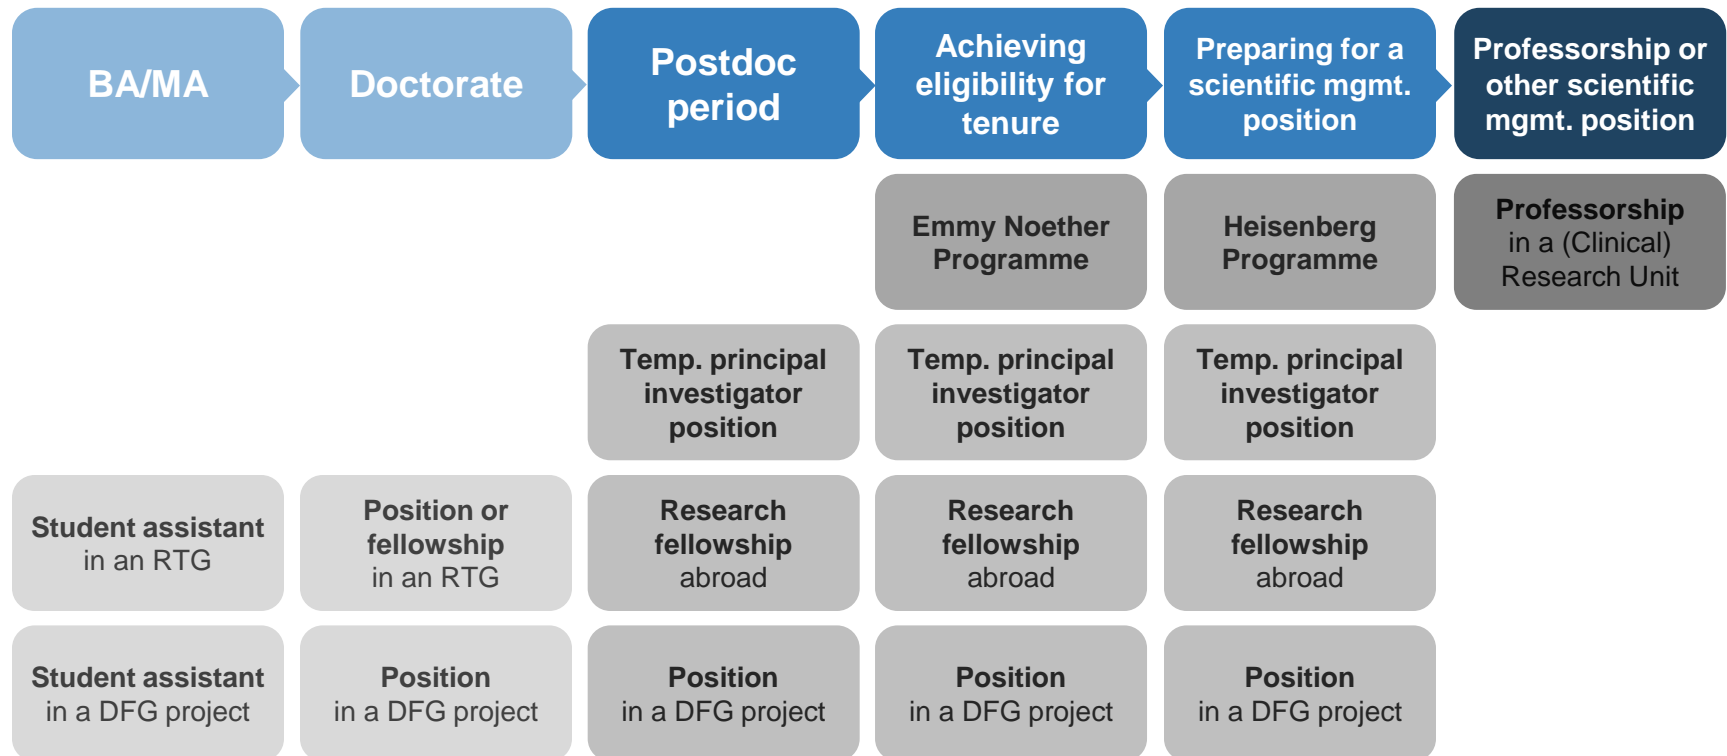 BA/MA
Doctorate
Postdoc
period
Achieving
eligibility for
tenure
Preparing for a
scientific mgmt.
position
Professorship or
other scientific
mgmt. position
Emmy Noether
Programme
Heisenberg
Programme
Professorship
in a (Clinical)
Research Unit
Temp. principal
investigator
position
Temp. principal
investigator
position
Temp. principal
investigator
position
Student assistant
in an RTG
Position or
fellowship
in an RTG
Research
fellowship
abroad
Research
fellowship
abroad
Research
fellowship
abroad
Student assistant
in a DFG project
Position
in a DFG project
Position
in a DFG project
Position
in a DFG project
Position
in a DFG project